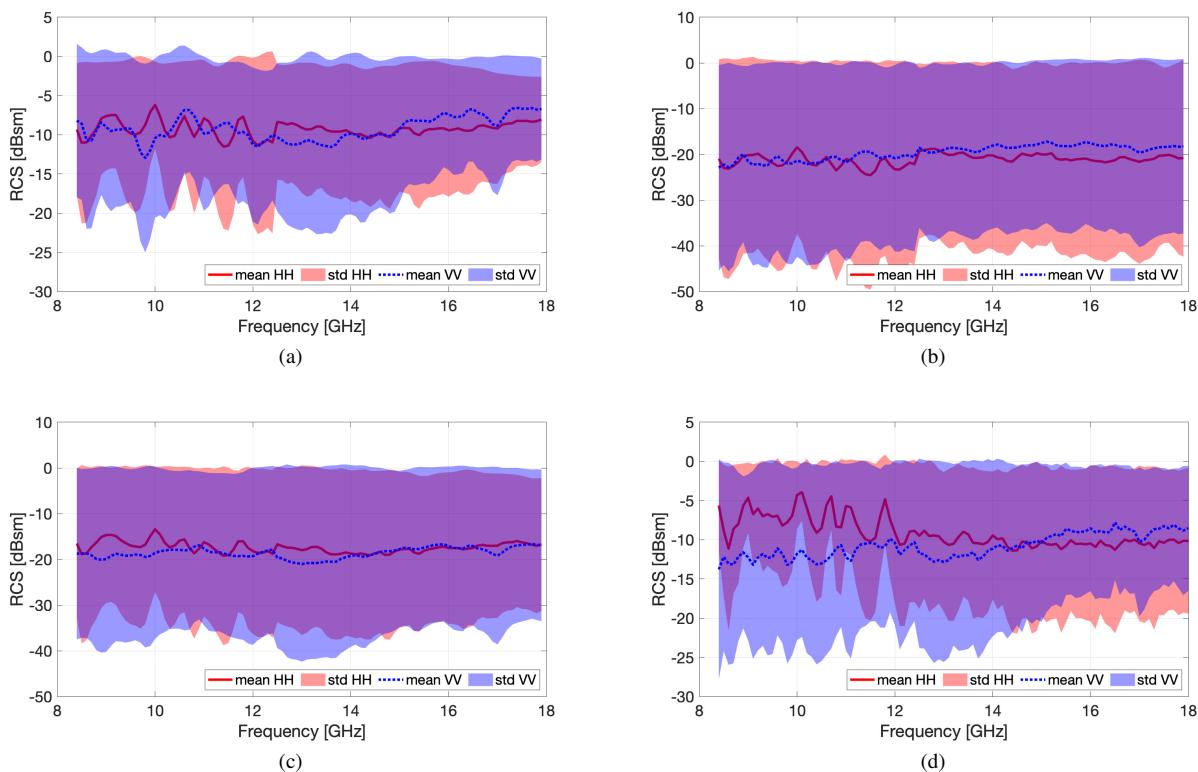 5
0
-5
-10
-15
-20
-25
-30
RCS [dBsm]
8 10 12 14 16 18
Frequency [GHz]
mean HH std HH mean VV std VV
(a)
10
0
-10
-20
-30
-40
-50
RCS [dBsm]
8 10 12 14 16 18
Frequency [GHz]
mean HH std HH mean VV std VV
(b)
10
0
-10
-20
-30
-40
-50
RCS [dBsm]
8 10 12 14 16 18
Frequency [GHz]
mean HH std HH mean VV std VV
(c)
5
0
-5
-10
-15
-20
-25
-30
RCS [dBsm]
8 10 12 14 16 18
Frequency [GHz]
mean HH std HH mean VV std VV
(d)